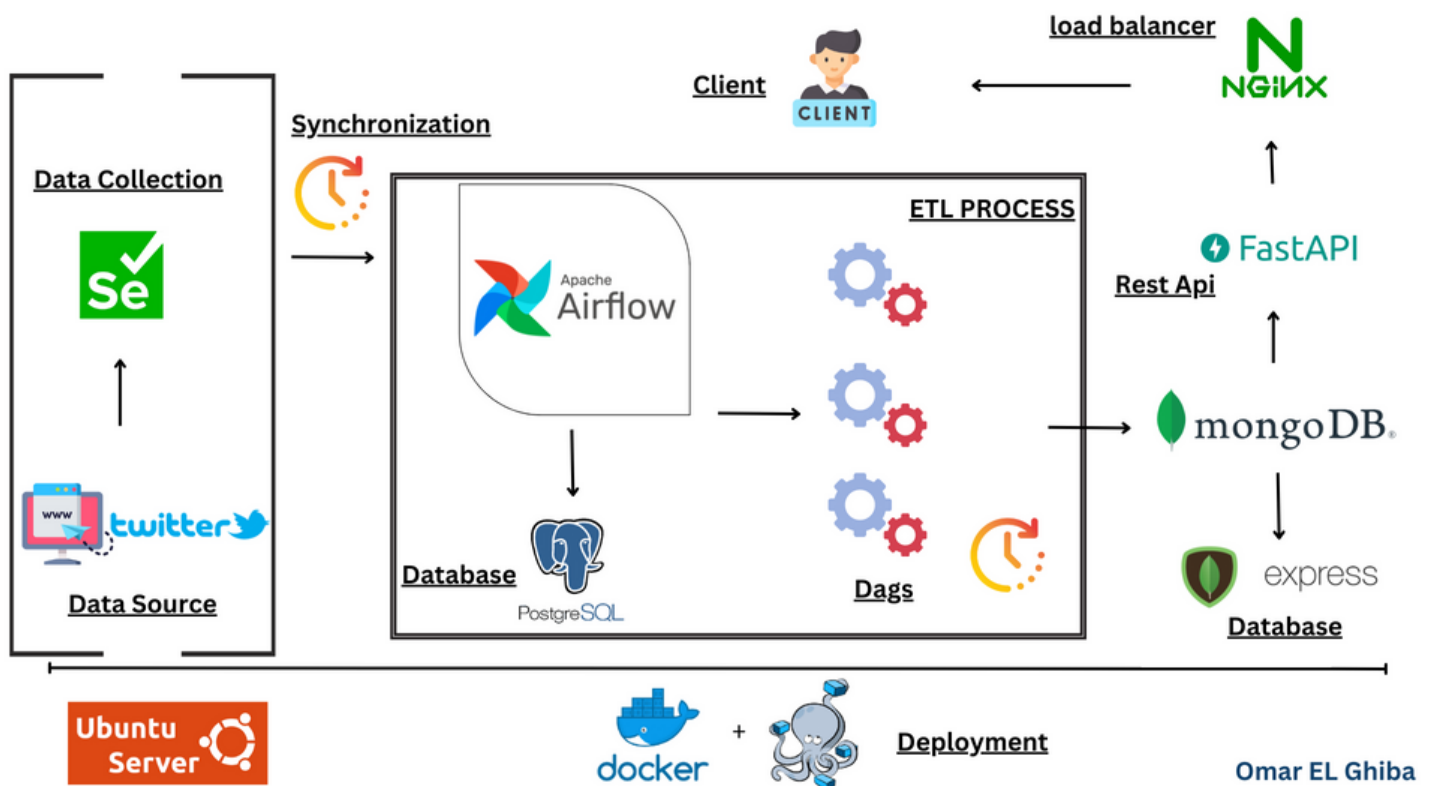 load balancer
NGiNX
Client
CLIENT
Synchronization
Data Collection
Se
ETL PROCESS
Apache
Airflow
FastAPI
Rest Api
mongoDB®
www
twitter
Data Source
Database
PostgreSQL
Dags
express
Database
Ubuntu
Server
docker
+
Deployment
Omar EL Ghiba